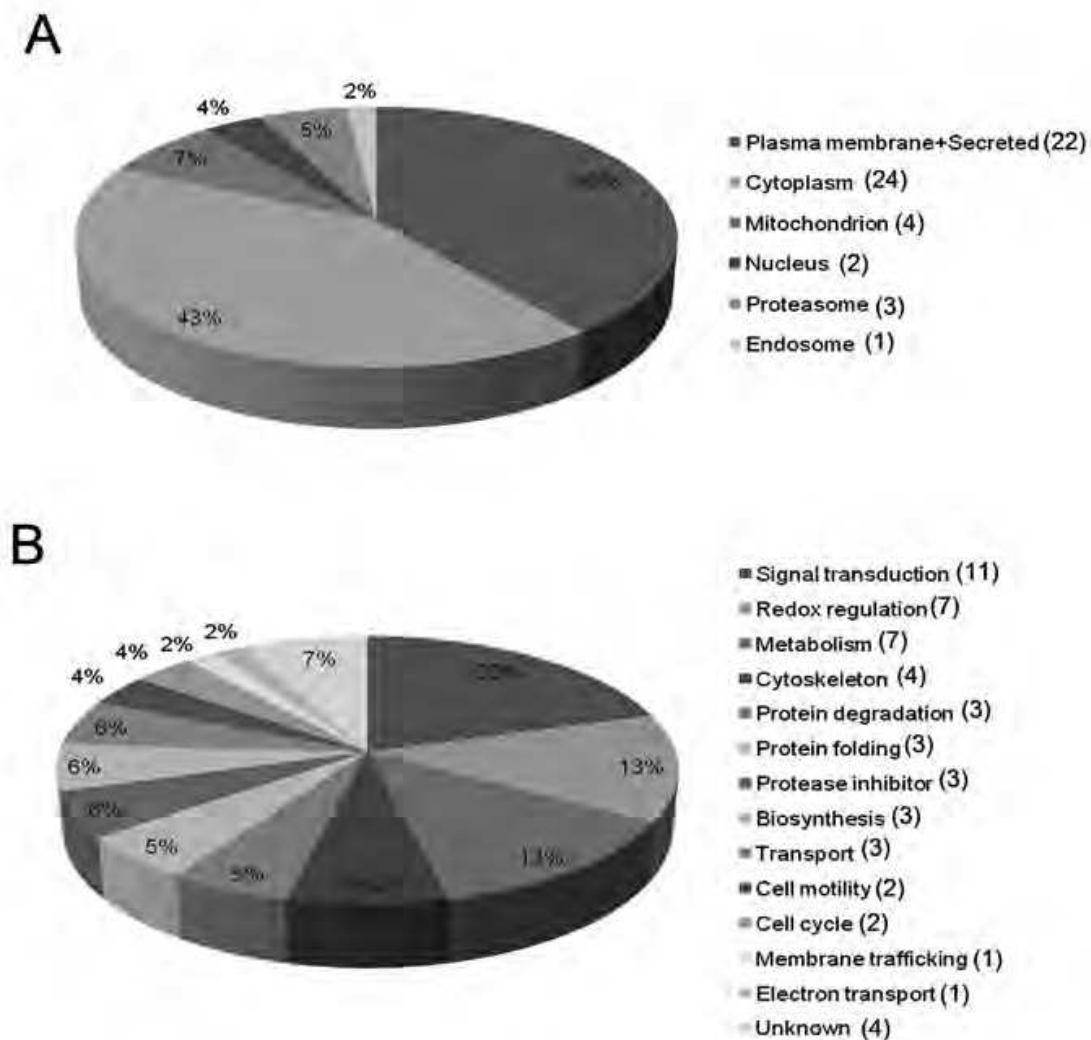 A
2%
4%
5%
7%
43%
Plasma membrane+Secreted (22)
Cytoplasm (24)
Mitochondrion (4)
Nucleus (2)
Proteasome (3)
Endosome (1)
B
2%
2%
7%
4%
4%
6%
13%
6%
6%
13%
5%
5%
Signal transduction (11)
Redox regulation (7)
Metabolism (7)
Cytoskeleton (4)
Protein degradation (3)
Protein folding (3)
Protease inhibitor (3)
Biosynthesis (3)
Transport (3)
Cell motility (2)
Cell cycle (2)
Membrane trafficking (1)
Electron transport (1)
Unknown (4)